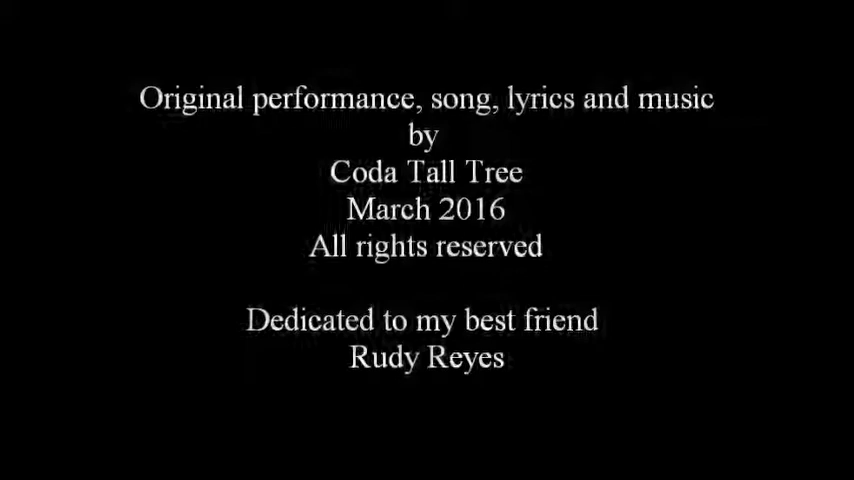 Original performance, song, lyrics and music
by
Coda Tall Tree
March 2016
All rights reserved
Dedicated to my best friend
Rudy Reyes